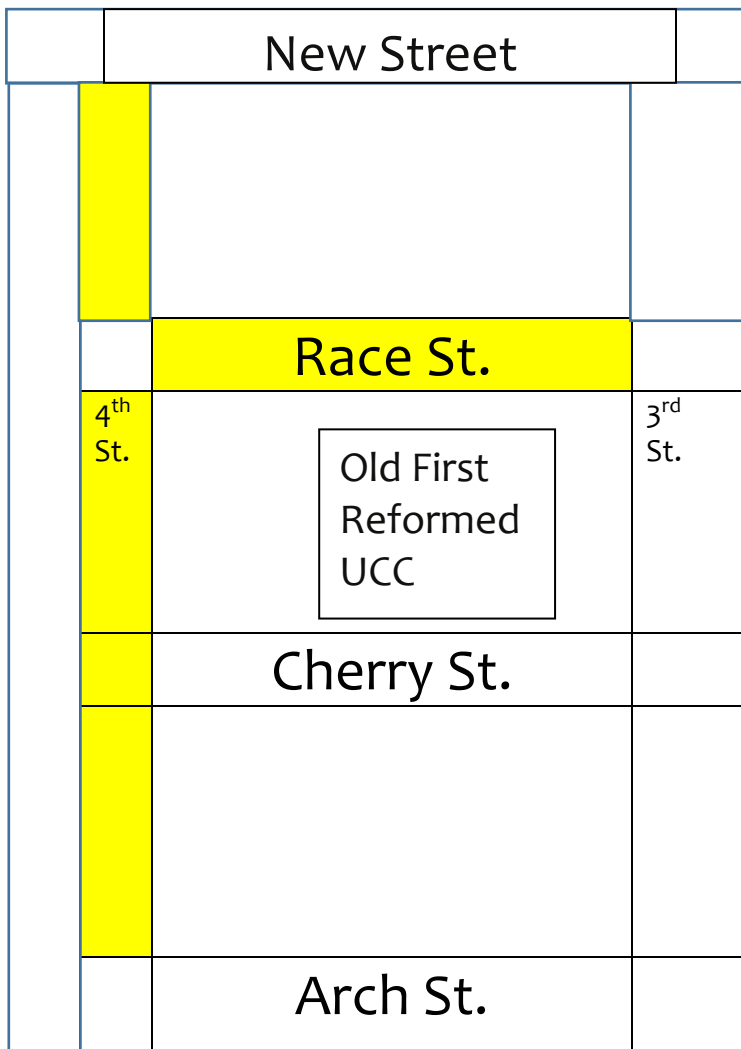 New Street
Race St.
4th
St.
3rd
St.
Old First
Reformed
UCC
Cherry St.
Arch St.